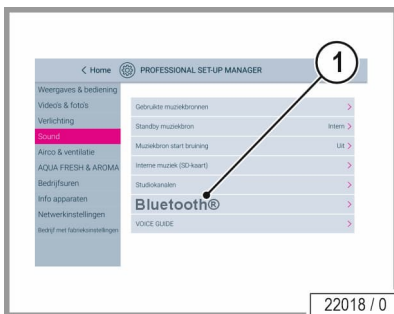 1
< Home PROFESSIONAL SET-UP MANAGER
Weergaves & bediening
Video's & foto's
Verlichting
Sound
Airco & ventilatie
AQUA FRESH & AROMA
Bedrijfsuren
Info apparaten
Netwerkinstellingen
Bedrijf met fabrieksinstellingen
Gebruikte muziekbronnen >
Standby muziekbron Intern >
Muziekbron start bruining Uit >
Interne muziek (SD-kaart) >
Studiokanalen >
Bluetooth® >
VOICE GUIDE >
22018 / 0